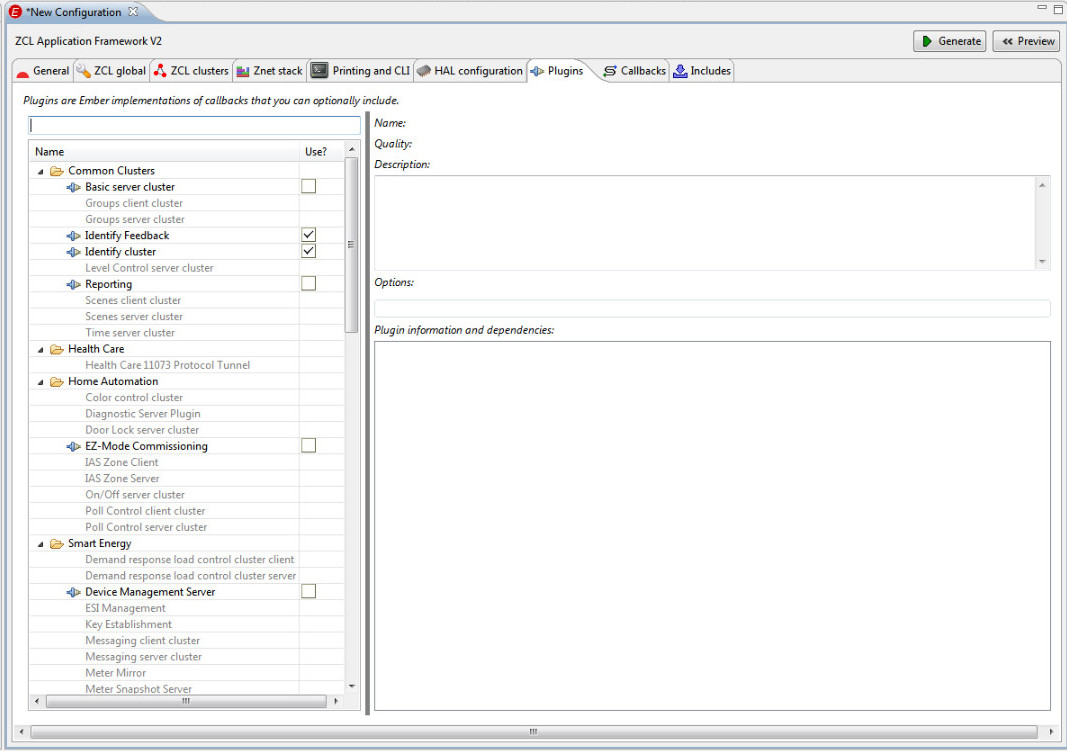 *New Configuration
ZCL Application Framework V2
Generate
Preview
General
ZCL global
ZCL clusters
Znet stack
Printing and CLI
HAL configuration
Plugins
Callbacks
Includes
Plugins are Ember implementations of callbacks that you can optionally include.
Name Use?
Common Clusters
Basic server cluster
Groups client cluster
Groups server cluster
Identify Feedback
Identify cluster
Level Control server cluster
Reporting
Scenes client cluster
Scenes server cluster
Time server cluster
Health Care
Health Care 11073 Protocol Tunnel
Home Automation
Color control cluster
Diagnostic Server Plugin
Door Lock server cluster
EZ-Mode Commissioning
IAS Zone Client
IAS Zone Server
On/Off server cluster
Poll Control client cluster
Poll Control server cluster
Smart Energy
Demand response load control cluster client
Demand response load control cluster server
Device Management Server
ESI Management
Key Establishment
Messaging client cluster
Messaging server cluster
Meter Mirror
Meter Snapshot Server
Name:
Quality:
Description:
Options:
Plugin information and dependencies: